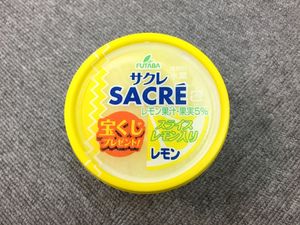 FUTABA
サクレ
SACRÉ
レモン果汁・果実5%
宝くじ
プレゼント!
スライス
レモン入り
レモン